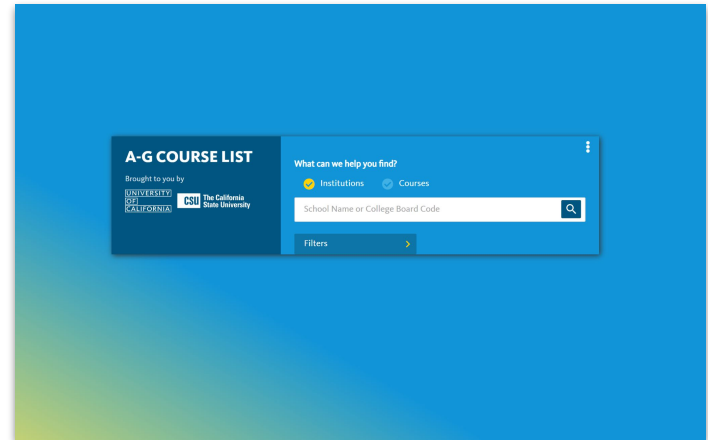 A-G COURSE LIST
Brought to you by
UNIVERSITY
OF
CALIFORNIA
CSU The California
State University
What can we help you find?
Institutions Courses
School Name or College Board Code
Filters